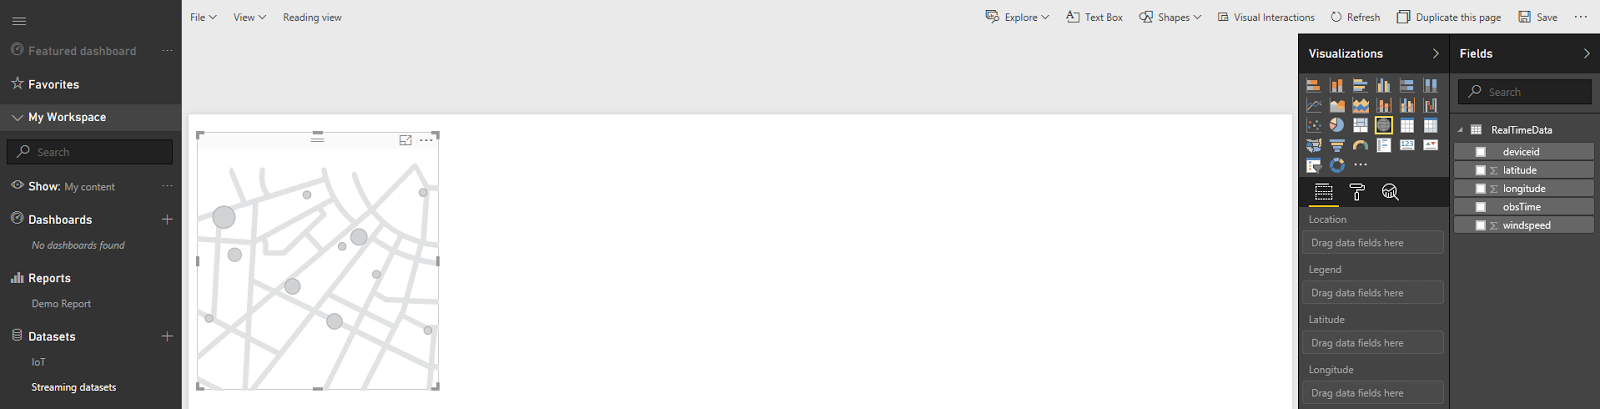 Featured dashboard
Favorites
My Workspace
Search
Show: My content
Dashboards
No dashboards found
Reports
Demo Report
Datasets
IoT
Streaming datasets
File View Reading view
Explore Text Box Shapes Visual Interactions Refresh Duplicate this page Save
Visualizations
123
Location
Drag data fields here
Legend
Drag data fields here
Latitude
Drag data fields here
Longitude
Drag data fields here
Fields
Search
RealTimeData
deviceid
Σ latitude
Σ longitude
obsTime
Σ windspeed